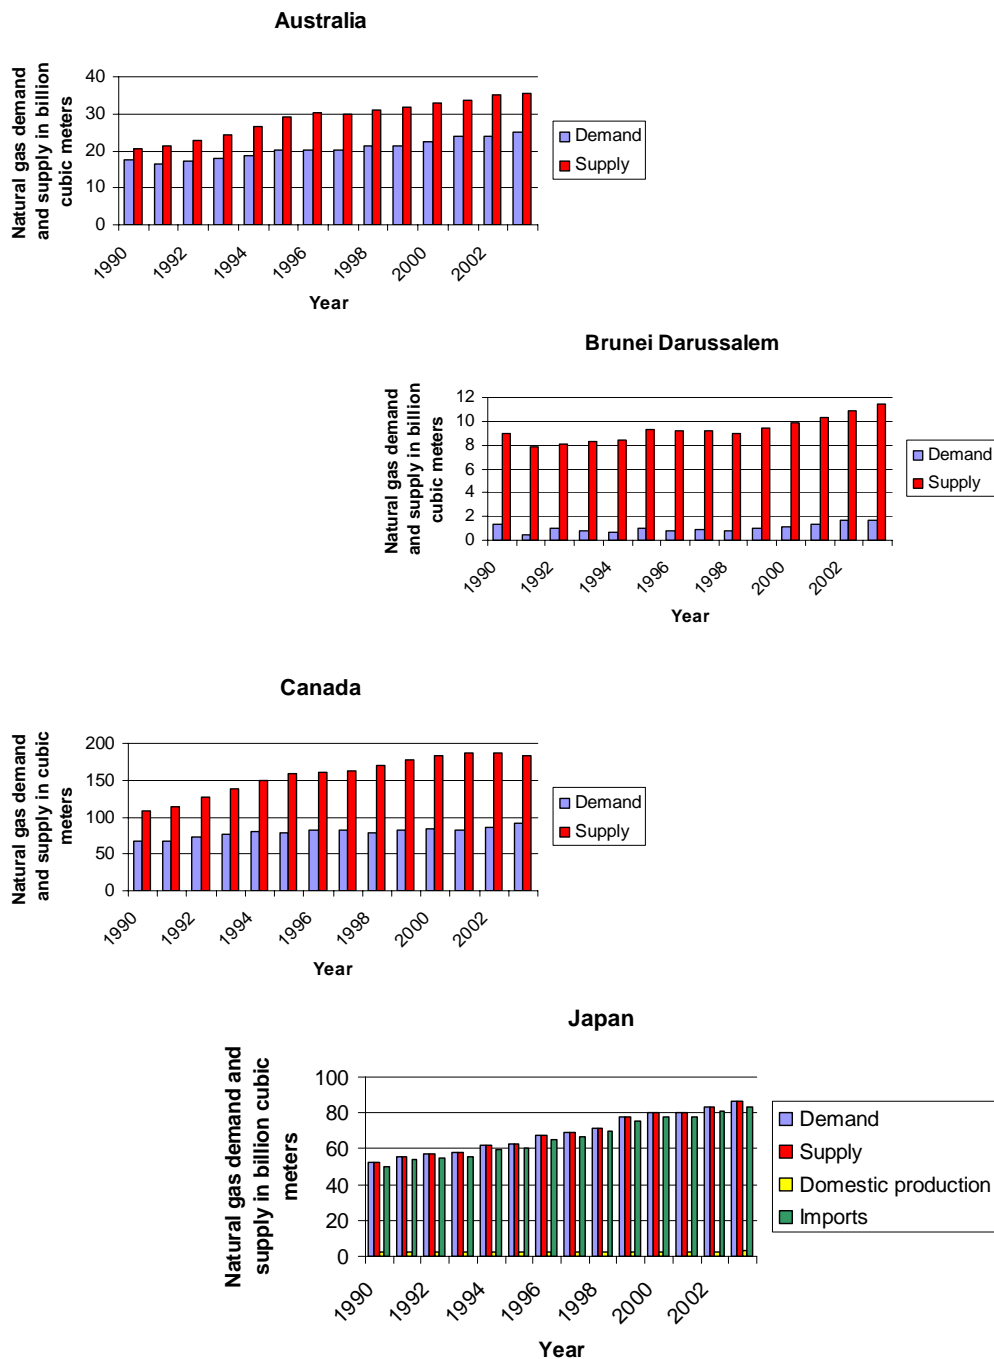 Australia
Natural gas demand
and supply in billion
cubic meters
40
30
20
10
0
1990
1992
1994
1996
1998
2000
2002
Year
Demand
Supply
Brunei Darussalem
Natural gas demand
and supply in billion
cubic meters
12
10
8
6
4
2
0
1990
1992
1994
1996
1998
2000
2002
Year
Demand
Supply
Canada
Natural gas demand
and supply in cubic
meters
200
150
100
50
0
1990
1992
1994
1996
1998
2000
2002
Year
Demand
Supply
Japan
Natural gas demand and
supply in billion cubic
meters
100
80
60
40
20
0
1990
1992
1994
1996
1998
2000
2002
Year
Demand
Supply
Domestic production
Imports